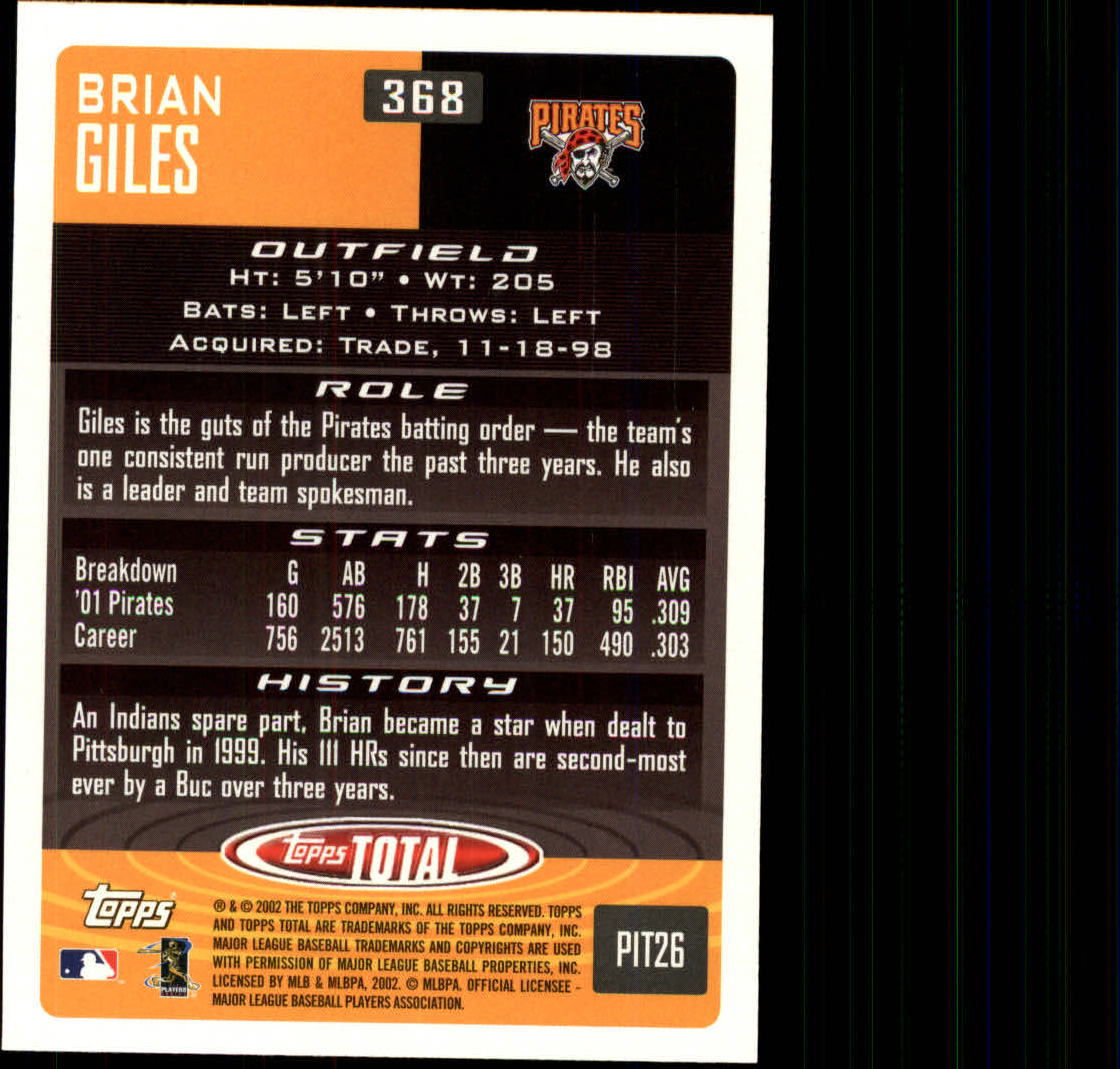 BRIAN
GILES
368
PIRATES
OUTFIELD
HT: 5'10" • WT: 205
BATS: LEFT • THROWS: LEFT
ACQUIRED: TRADE, 11-18-98
ROLE
Giles is the guts of the Pirates batting order — the team's
one consistent run producer the past three years. He also
is a leader and team spokesman.
STATS
Breakdown G AB H 2B 3B HR RBI AVG
'01 Pirates 160 576 178 37 7 37 95 .309
Career 756 2513 761 155 21 150 490 .303
HISTORY
An Indians spare part, Brian became a star when dealt to
Pittsburgh in 1999. His 111 HRs since then are second-most
ever by a Buc over three years.
Topps TOTAL
Topps
® & © 2002 THE TOPPS COMPANY, INC. ALL RIGHTS RESERVED. TOPPS
AND TOPPS TOTAL ARE TRADEMARKS OF THE TOPPS COMPANY, INC.
MAJOR LEAGUE BASEBALL TRADEMARKS AND COPYRIGHTS ARE USED
WITH PERMISSION OF MAJOR LEAGUE BASEBALL PROPERTIES, INC.
LICENSED BY MLB & MLBPA, 2002. © MLBPA. OFFICIAL LICENSEE -
MAJOR LEAGUE BASEBALL PLAYERS ASSOCIATION.
PLAYERS
PIT26